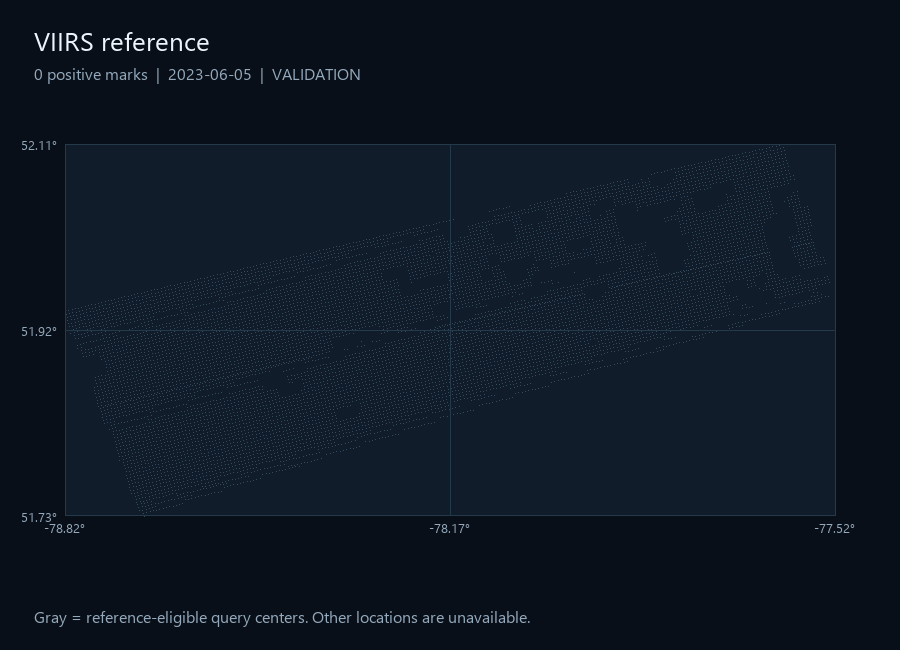 VIIRS reference
0 positive marks | 2023-06-05 | VALIDATION
52.11°
51.92°
51.73°
-78.82° -78.17° -77.52°
Gray = reference-eligible query centers. Other locations are unavailable.